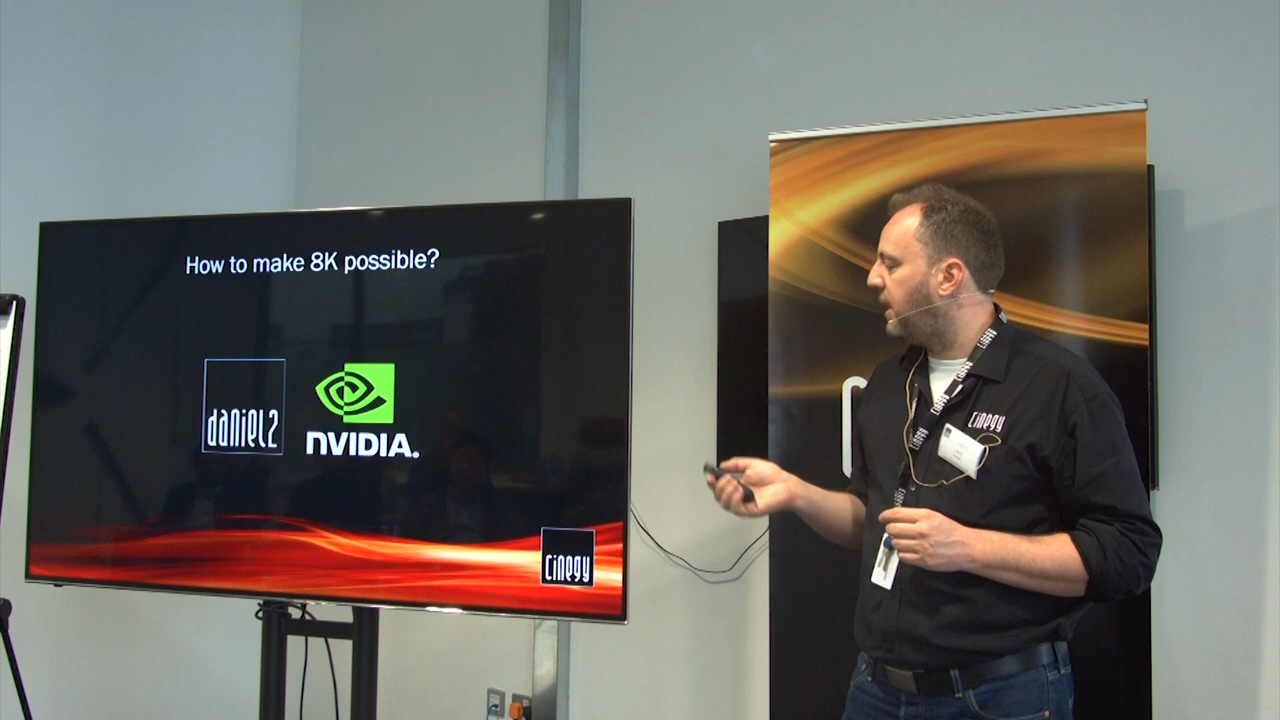 How to make 8K possible?
daniel2
nVIDIA.
cinegy
cinegy